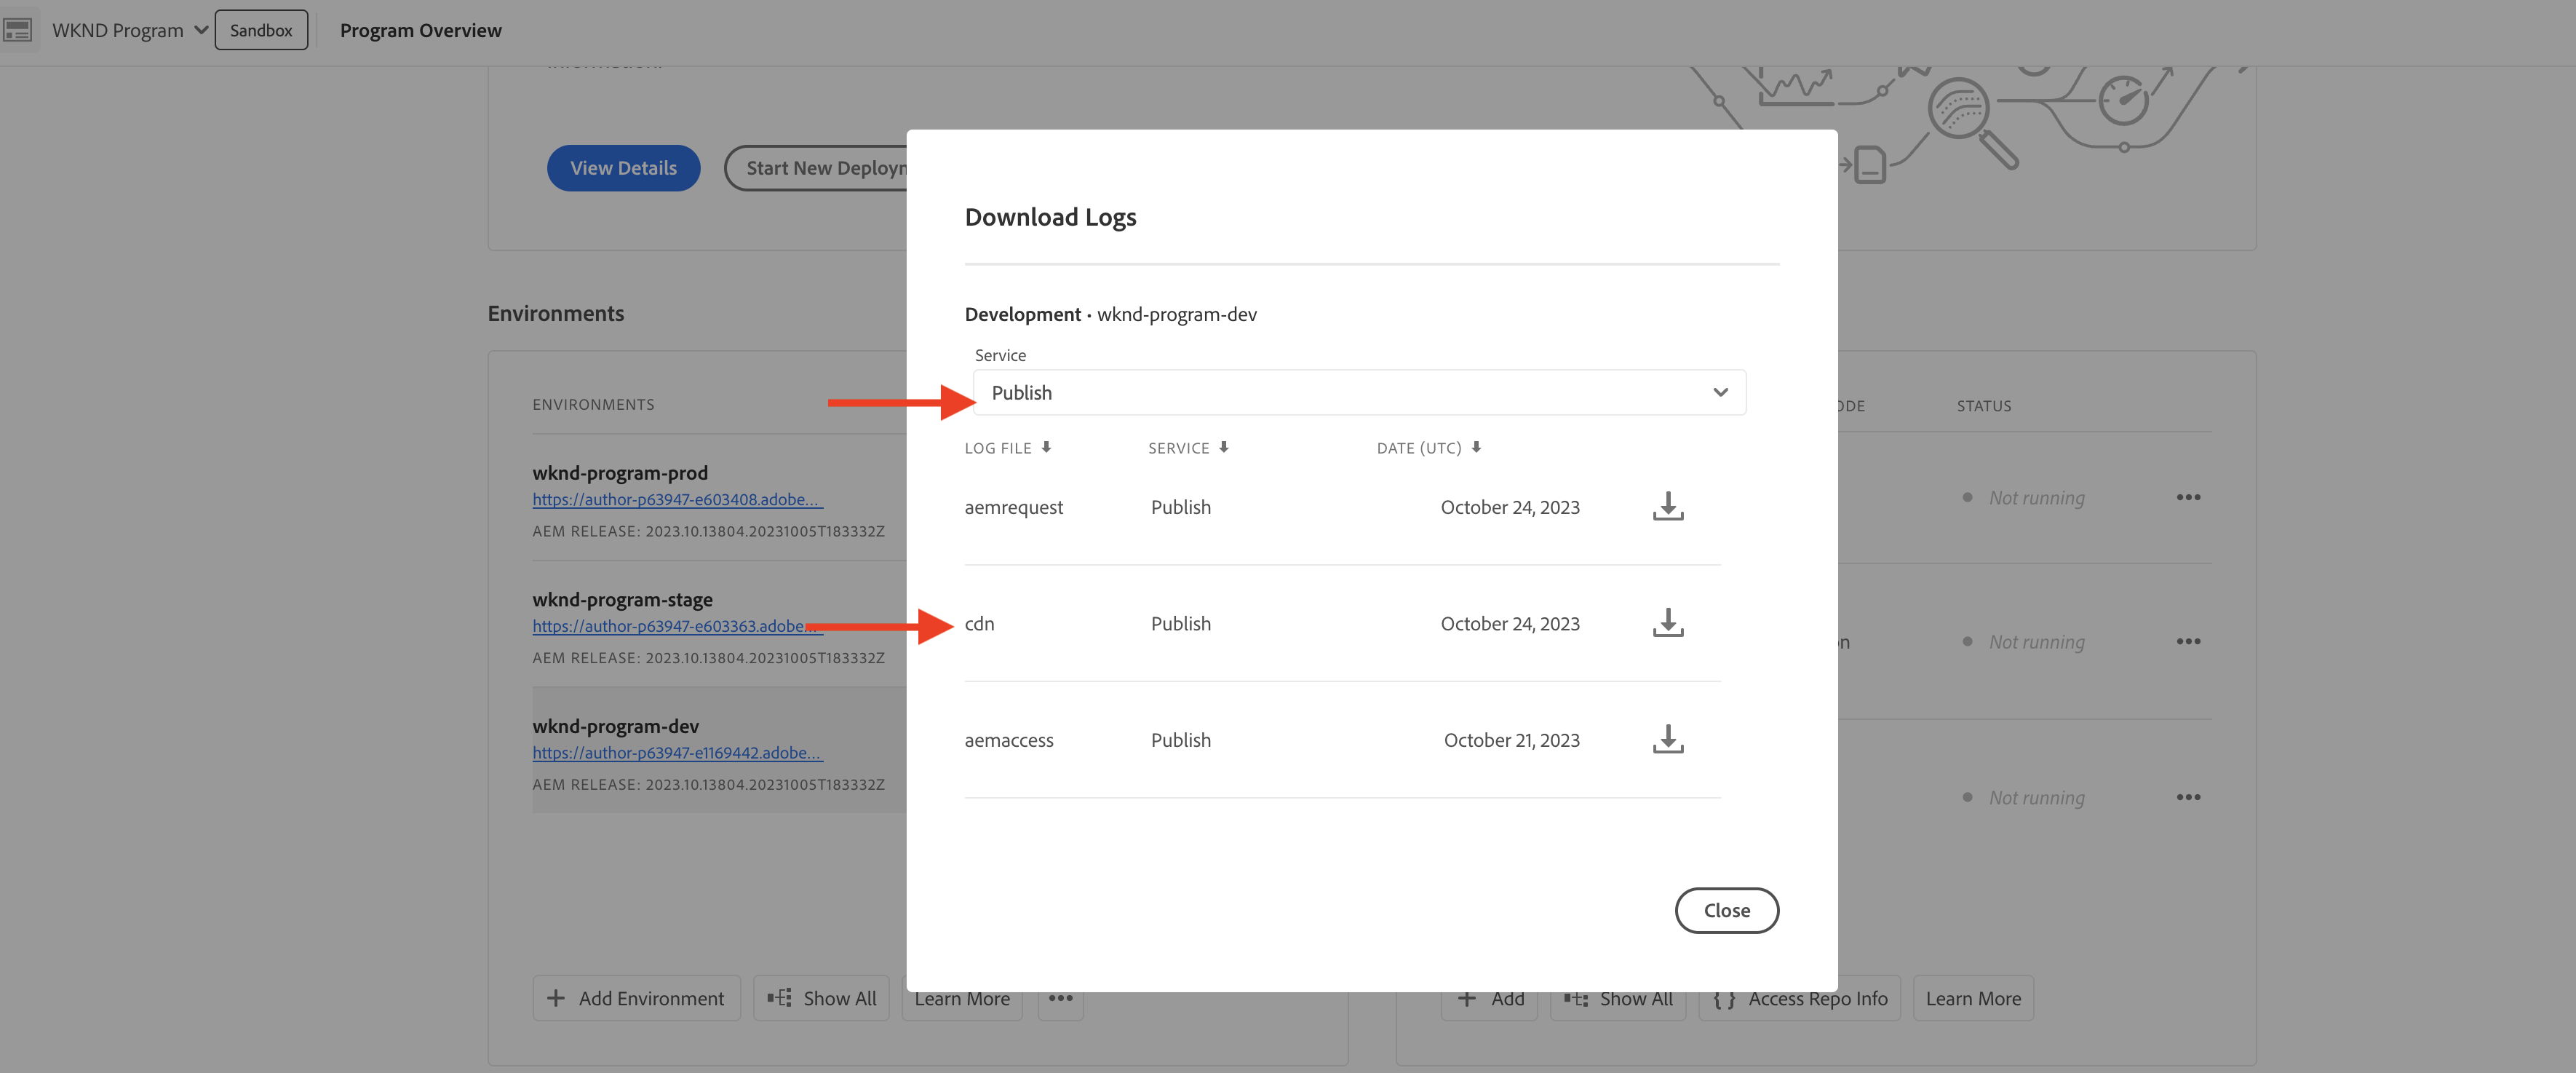 WKND Program
Sandbox
Program Overview
View Details
Start New Deployn
Environments
ENVIRONMENTS
wknd-program-prod
https://author-p63947-e603408.adobe...
AEM RELEASE: 2023.10.13804.20231005T183332Z
wknd-program-stage
https://author-p63947-e603363.adobe...
AEM RELEASE: 2023.10.13804.20231005T183332Z
wknd-program-dev
https://author-p63947-e1169442.adobe...
AEM RELEASE: 2023.10.13804.20231005T183332Z
+ Add Environment
Show All
Learn More
•••
Download Logs
Development • wknd-program-dev
Service
Publish
LOG FILE SERVICE DATE (UTC)
aemrequest Publish October 24, 2023
cdn Publish October 24, 2023
aemaccess Publish October 21, 2023
Close
STATUS
Not running •••
Not running •••
Not running •••
+ Add
Show All
{ } Access Repo Info
Learn More